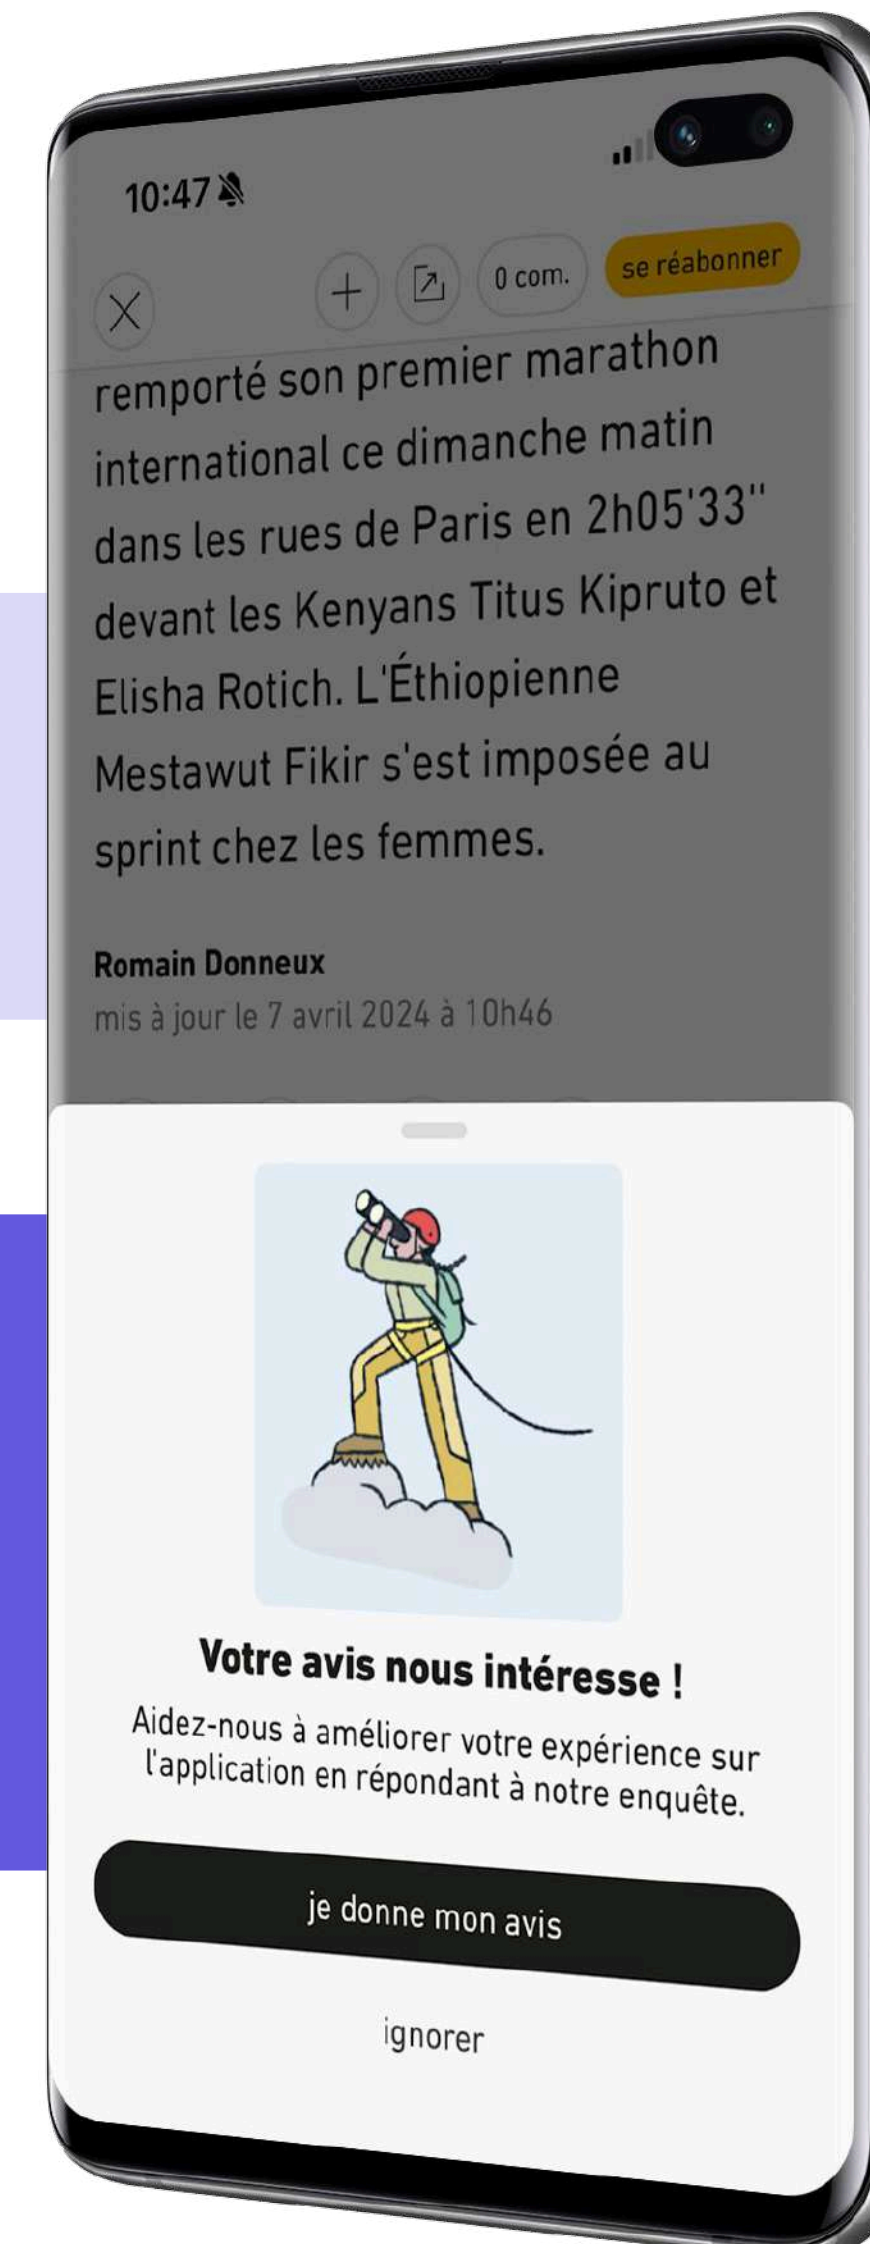 10:47
0 com.
se réabonner
remporté son premier marathon
international ce dimanche matin
dans les rues de Paris en 2h05'33''
devant les Kenyans Titus Kipruto et
Elisha Rotich. L'Éthiopienne
Mestawut Fikir s'est imposée au
sprint chez les femmes.
Romain Donneux
mis à jour le 7 avril 2024 à 10h46
Votre avis nous intéresse !
Aidez-nous à améliorer votre expérience sur
l'application en répondant à notre enquête.
je donne mon avis
ignorer